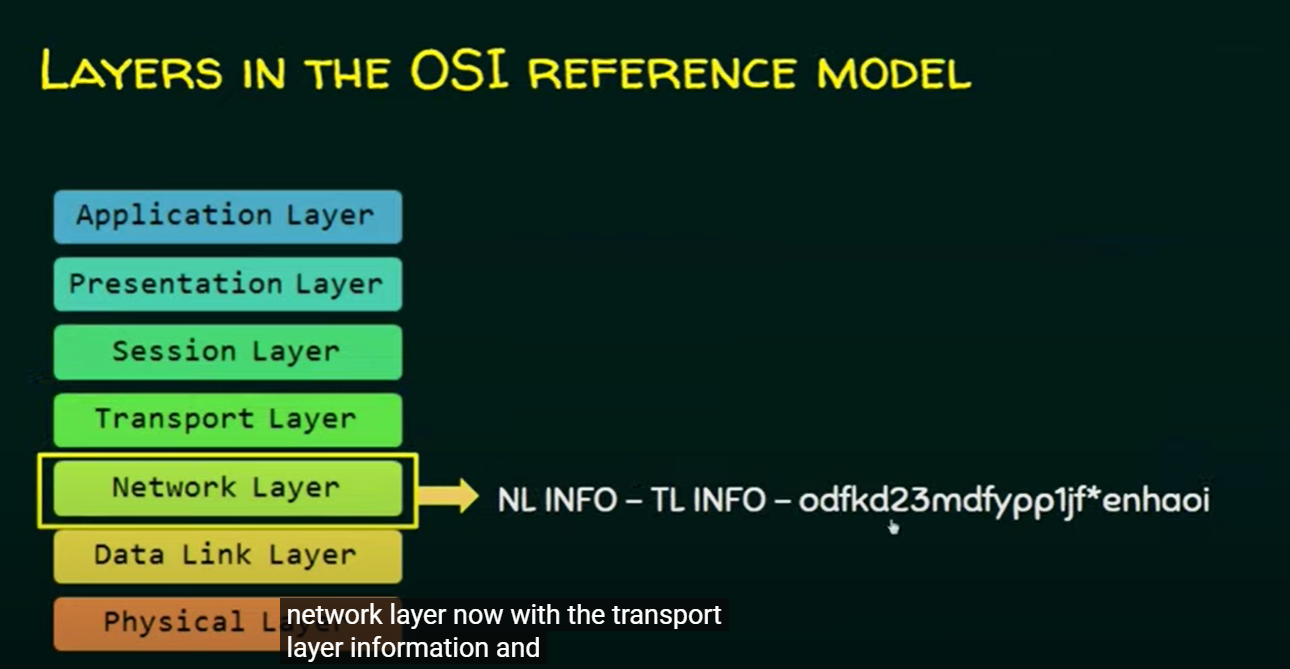 LAYERS IN THE OSI REFERENCE MODEL
Application Layer
Presentation Layer
Session Layer
Transport Layer
Network Layer
NL INFO – TL INFO – odfkd23mdfypp1jf*enhaoi
Data Link Layer
Physical Layer
network layer now with the transport
layer information and